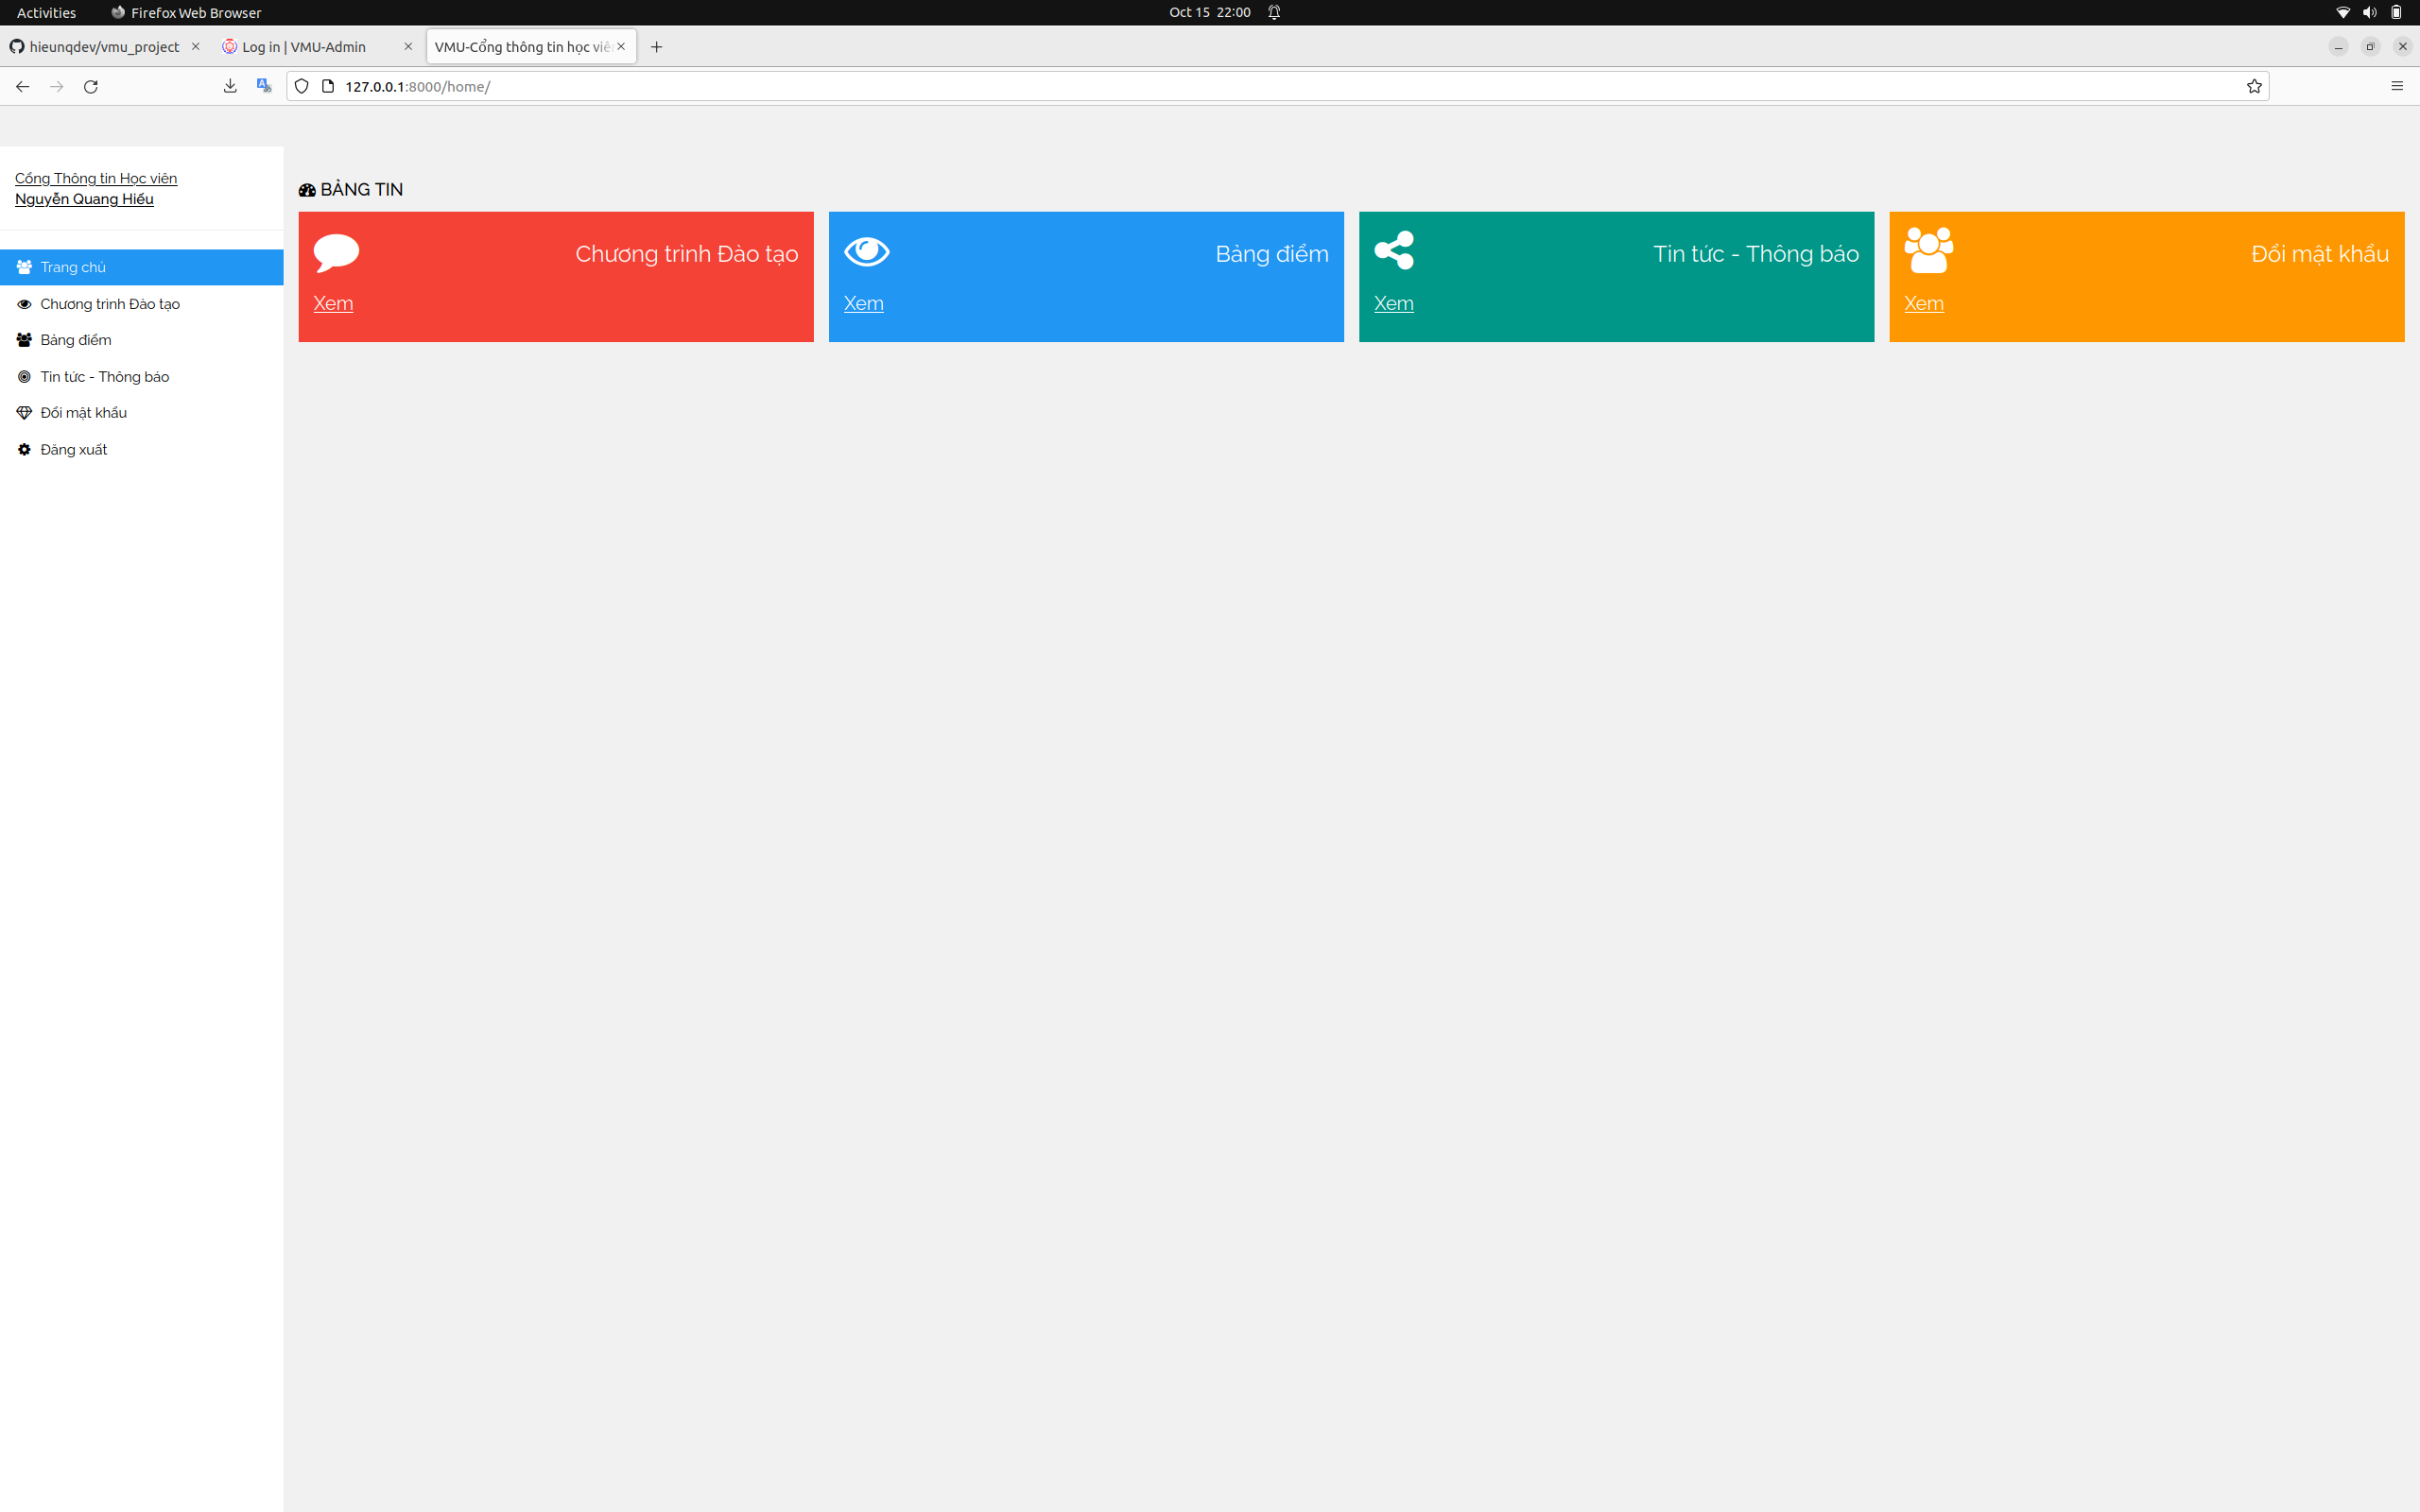 Activities Firefox Web Browser Oct 15 22:00
hieunqdev/vmu_project Log in | VMU-Admin VMU-Cổng thông tin học viê
127.0.0.1:8000/home/
Cổng Thông tin Học viên
Nguyễn Quang Hiếu
Trang chủ
Chương trình Đào tạo
Bảng điểm
Tin tức - Thông báo
Đổi mật khẩu
Đăng xuất
BẢNG TIN
Chương trình Đào tạo
Xem
Bảng điểm
Xem
Tin tức - Thông báo
Xem
Đổi mật khẩu
Xem